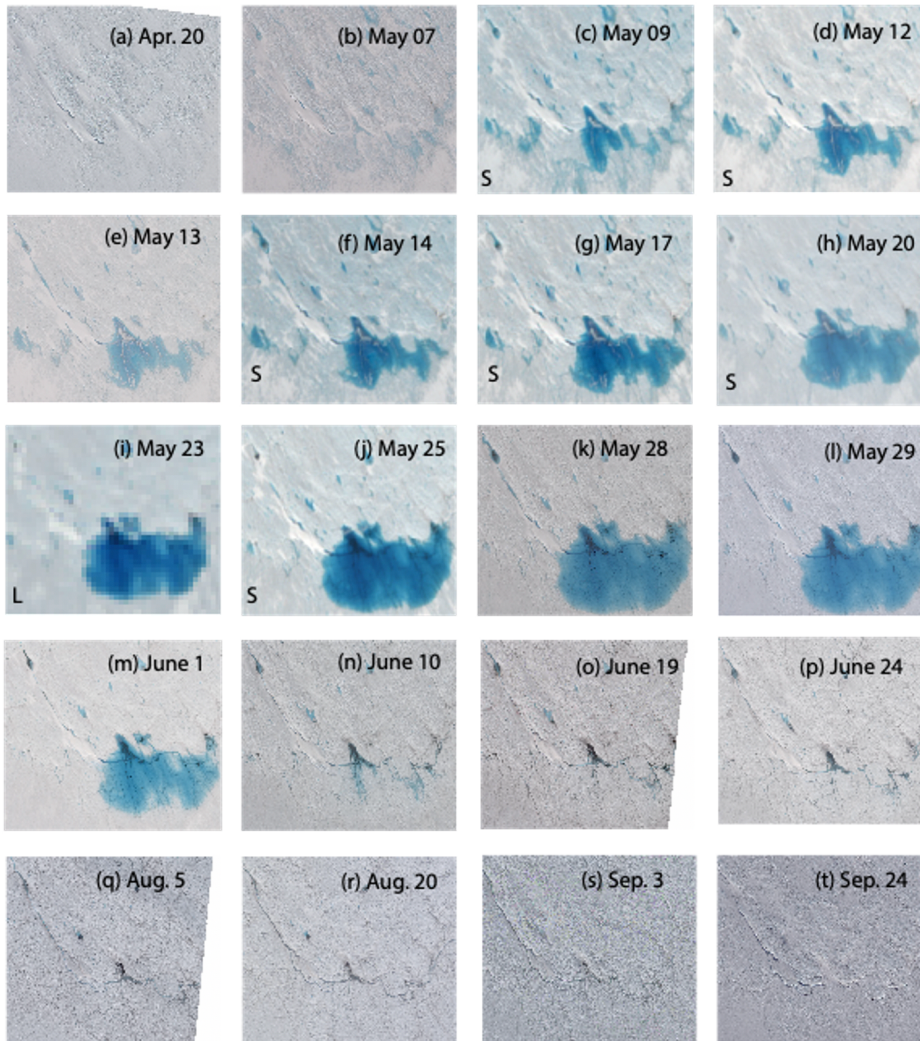 (a) Apr. 20
(b) May 07
(c) May 09
S
(d) May 12
S
(e) May 13
(f) May 14
S
(g) May 17
S
(h) May 20
S
(i) May 23
L
(j) May 25
S
(k) May 28
(l) May 29
(m) June 1
(n) June 10
(o) June 19
(p) June 24
(q) Aug. 5
(r) Aug. 20
(s) Sep. 3
(t) Sep. 24